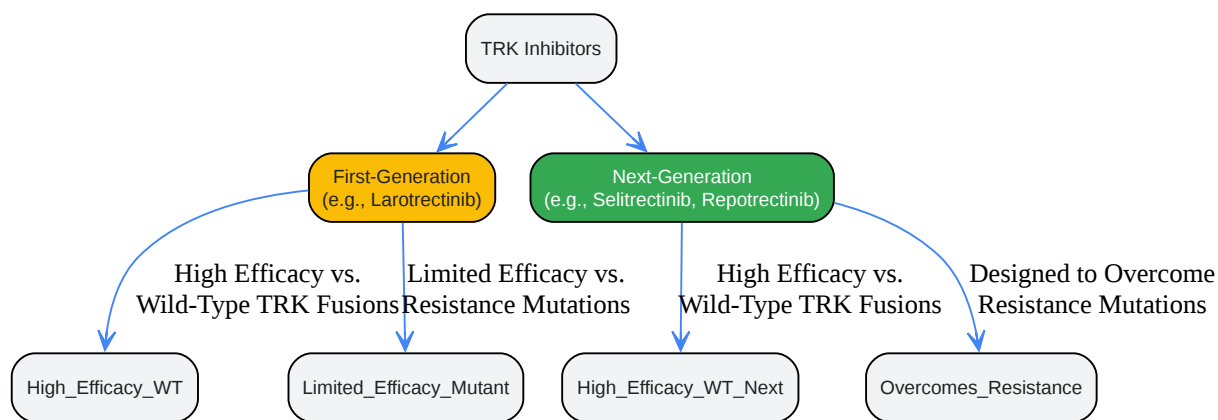 TRK Inhibitors
First-Generation
(e.g., Larotrectinib)
Next-Generation
(e.g., Selitrectinib, Repotrectinib)
High Efficacy vs.
Wild-Type TRK Fusions
Limited Efficacy vs.
Resistance Mutations
High Efficacy vs.
Wild-Type TRK Fusions
Designed to Overcome
Resistance Mutations
High_Efficacy_WT
Limited_Efficacy_Mutant
High_Efficacy_WT_Next
Overcomes_Resistance